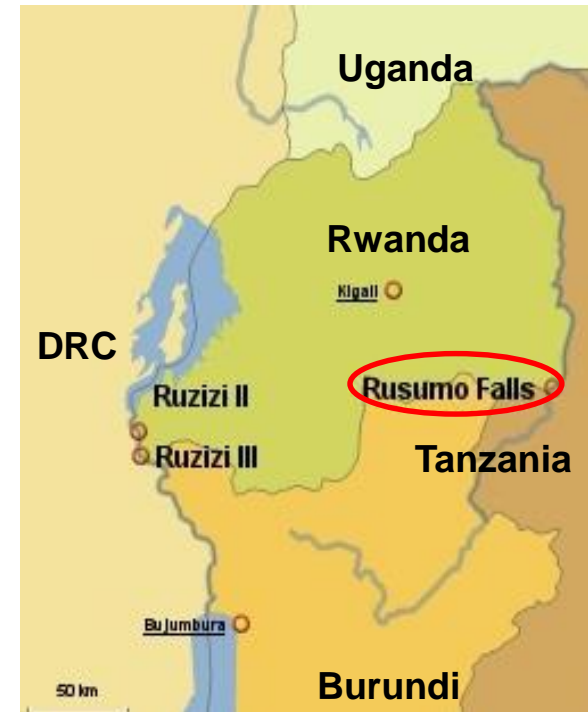 Uganda
Rwanda
Kigali
DRC
Ruzizi II
Rusumo Falls
Ruzizi III
Tanzania
Bujumbura
50 km
Burundi